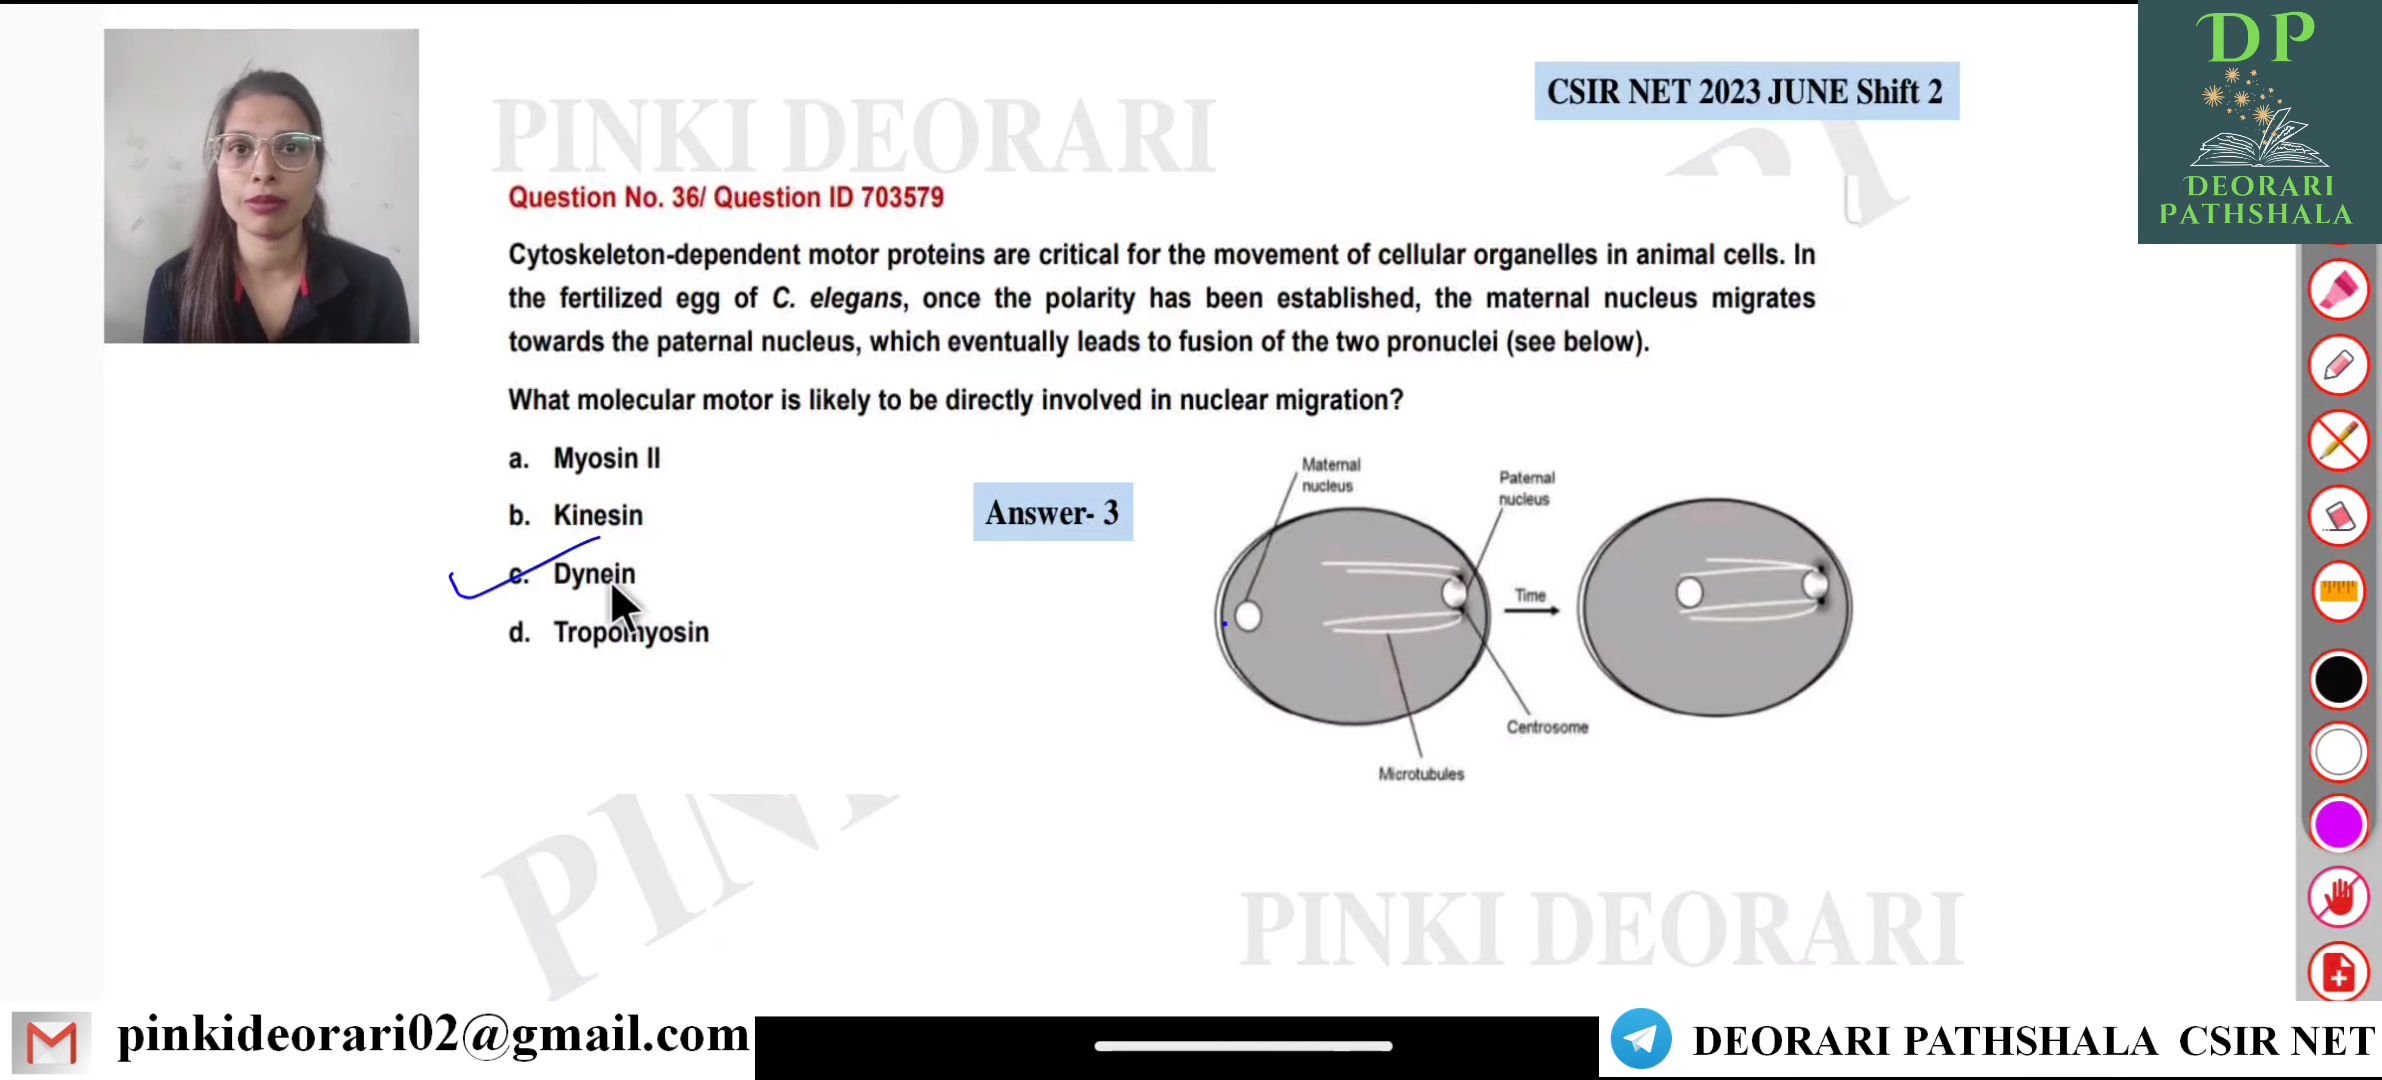 DP
DEORARI
PATHSHALA
CSIR NET 2023 JUNE Shift 2
PINKI DEORARI
Question No. 36/ Question ID 703579
Cytoskeleton-dependent motor proteins are critical for the movement of cellular organelles in animal cells. In
the fertilized egg of C. elegans, once the polarity has been established, the maternal nucleus migrates
towards the paternal nucleus, which eventually leads to fusion of the two pronuclei (see below).
What molecular motor is likely to be directly involved in nuclear migration?
a. Myosin II
b. Kinesin
c. Dynein
d. Tropomyosin
Answer- 3
Maternal
nucleus
Paternal
nucleus
Time
Centrosome
Microtubules
PINKI DEORARI
pinkideorari02@gmail.com
DEORARI PATHSHALA CSIR NET